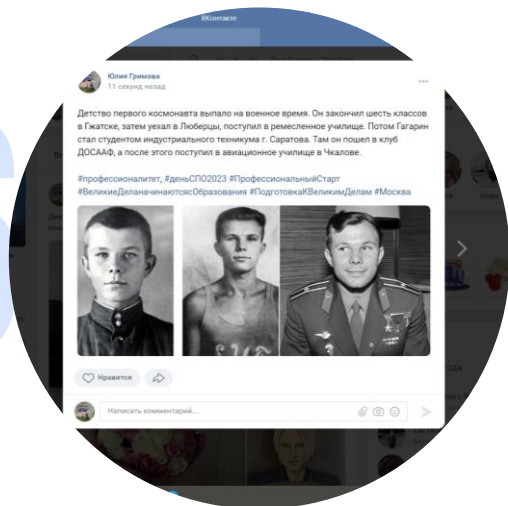 ВКонтакте
Юлия Громова
11 секунд назад
Детство первого космонавта выпало на военное время. Он закончил шесть классов
в Гжатске, затем уехал в Люберцы, поступил в ремесленное училище. Потом Гагарин
стал студентом индустриального техникума г. Саратова. Там он пошел в клуб
ДОСААФ, а после этого поступил в авиационное училище в Чкалове.
#профессионалитет, #деньСПО2023 #ПрофессиональныйСтарт
#ВеликиеДеланачинаютсясОбразования #ПодготовкаКВеликимДелам #Москва
Нравится
Написать комментарий...